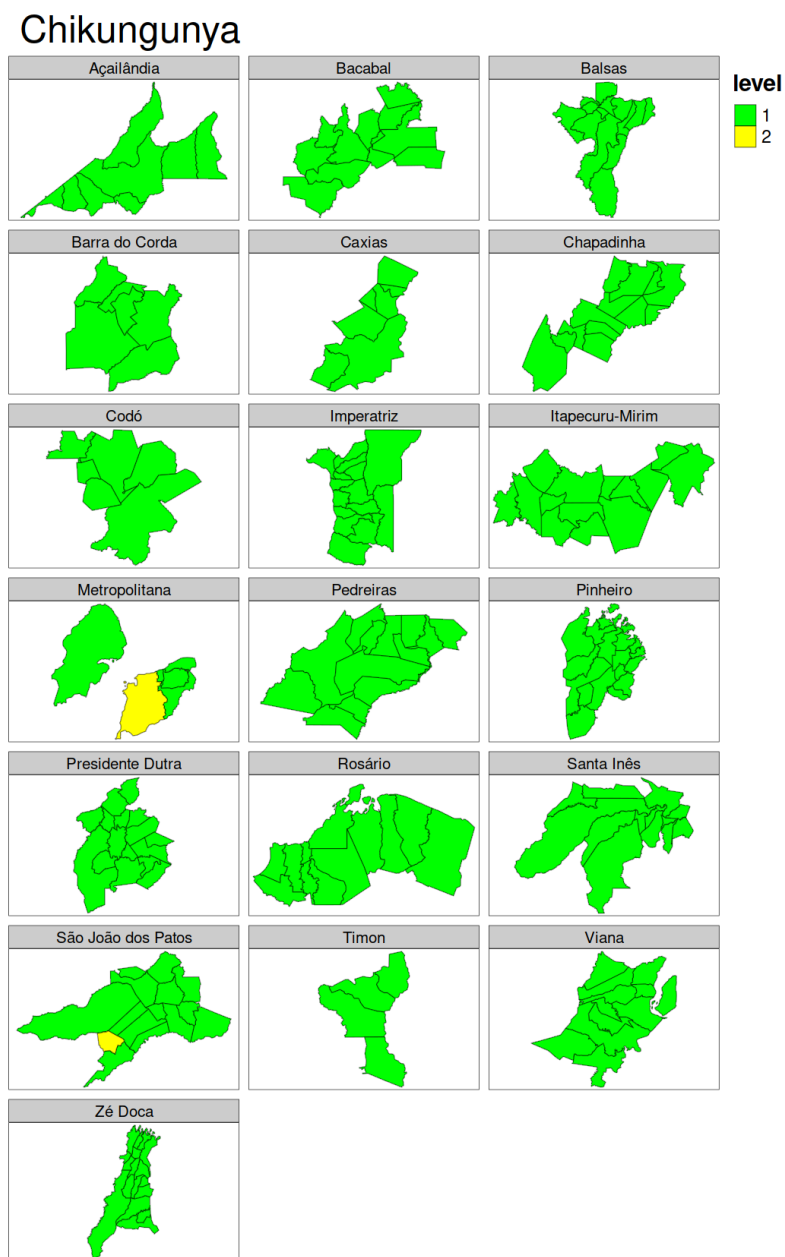 Chikungunya
Açailândia
Bacabal
Balsas
level
1
2
Barra do Corda
Caxias
Chapadinha
Codó
Imperatriz
Itapecuru-Mirim
Metropolitana
Pedreiras
Pinheiro
Presidente Dutra
Rosário
Santa Inês
São João dos Patos
Timon
Viana
Zé Doca